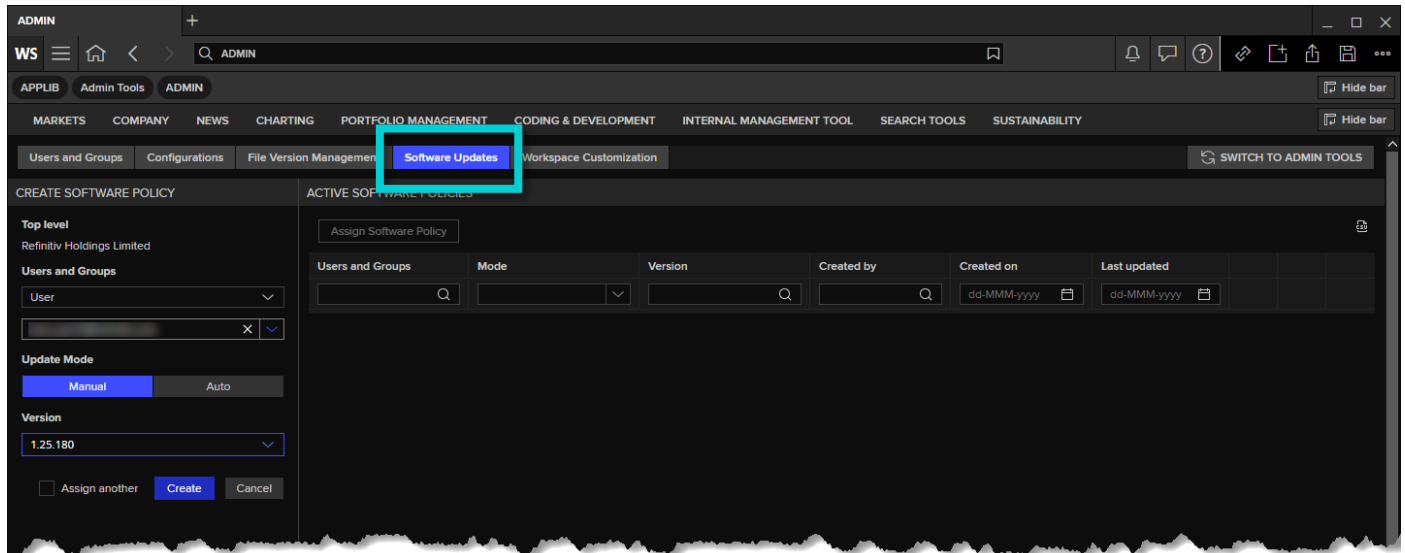 ADMIN
WS ADMIN
APPLIB Admin Tools ADMIN Hide bar
MARKETS COMPANY NEWS CHARTING PORTFOLIO MANAGEMENT CODING & DEVELOPMENT INTERNAL MANAGEMENT TOOL SEARCH TOOLS SUSTAINABILITY Hide bar
Users and Groups Configurations File Version Managemen Software Updates Workspace Customization SWITCH TO ADMIN TOOLS
CREATE SOFTWARE POLICY
ACTIVE SOFTWARE POLICIES
Top level
Refinitiv Holdings Limited
Users and Groups
User
Update Mode
Manual Auto
Version
1.25.180
Assign another Create Cancel
Assign Software Policy
CSV
Users and Groups Mode Version Created by Created on Last updated
dd-MMM-yyyy dd-MMM-yyyy